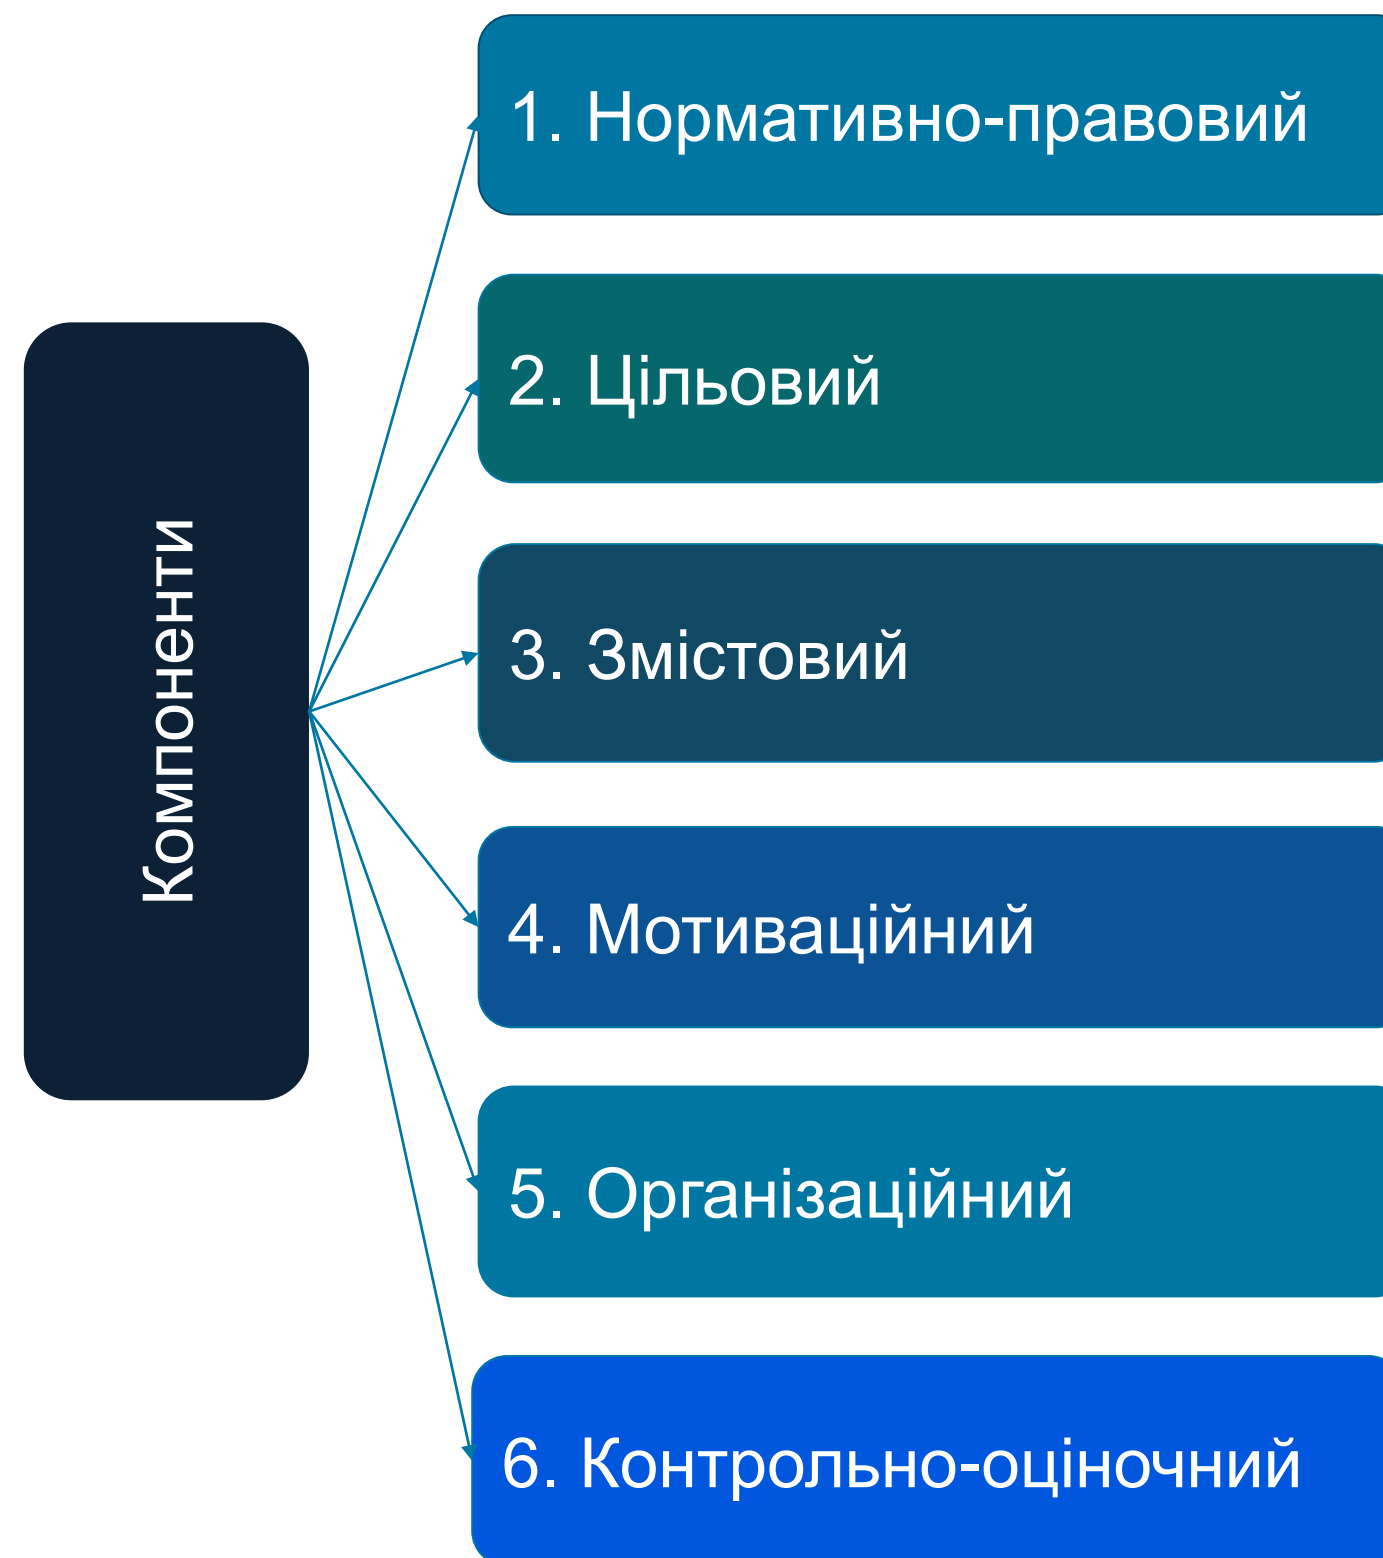 Компоненти
1. Нормативно-правовий
2. Цільовий
3. Змістовий
4. Мотиваційний
5. Організаційний
6. Контрольно-оціночний